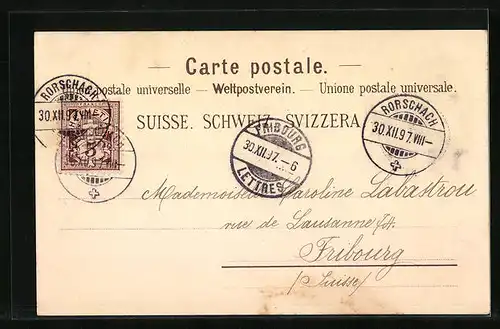 — Carte postale. —
postale universelle — Weltpostverein. — Unione postale universale.
SUISSE. SCHWEIZ. SVIZZERA
RORSCHACH
30.XII.97.VIII—
5
FRIBOURG
30.XII.97.—6
LETTRES
RORSCHACH
30.XII.97.VIII—
Mademoiselle Caroline Labastrou
rue de Lausanne 74.
Fribourg
(Suisse)